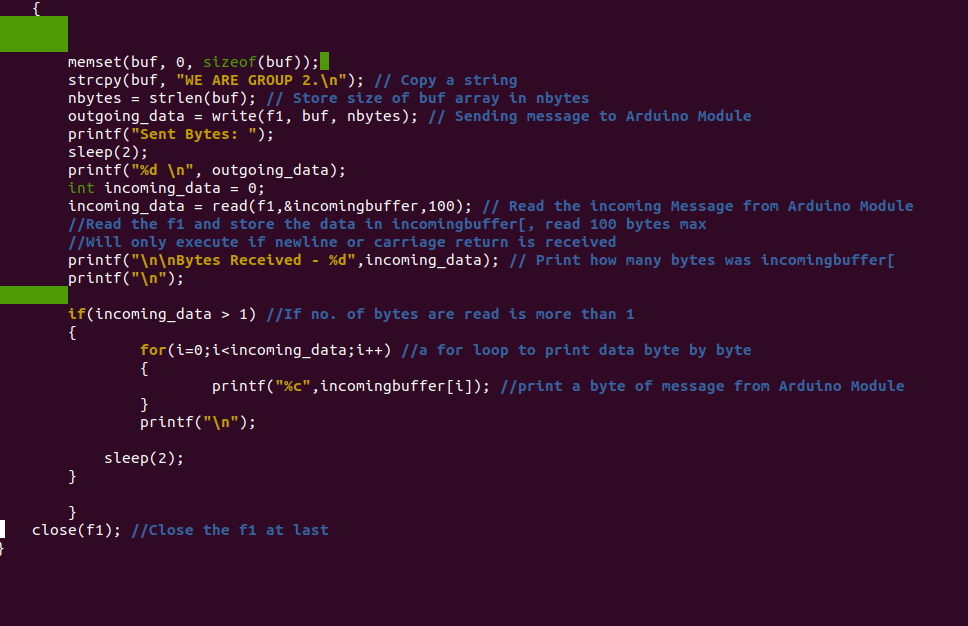 {
memset(buf, 0, sizeof(buf));
strcpy(buf, "WE ARE GROUP 2.\n"); // Copy a string
nbytes = strlen(buf); // Store size of buf array in nbytes
outgoing_data = write(f1, buf, nbytes); // Sending message to Arduino Module
printf("Sent Bytes: ");
sleep(2);
printf("%d \n", outgoing_data);
int incoming_data = 0;
incoming_data = read(f1,&incomingbuffer,100); // Read the incoming Message from Arduino Module
//Read the f1 and store the data in incomingbuffer[, read 100 bytes max
//Will only execute if newline or carriage return is received
printf("\n\nBytes Received - %d",incoming_data); // Print how many bytes was incomingbuffer[
printf("\n");
if(incoming_data > 1) //If no. of bytes are read is more than 1
{
for(i=0;i<incoming_data;i++) //a for loop to print data byte by byte
{
printf("%c",incomingbuffer[i]); //print a byte of message from Arduino Module
}
printf("\n");
sleep(2);
}
}
close(f1); //Close the f1 at last
}